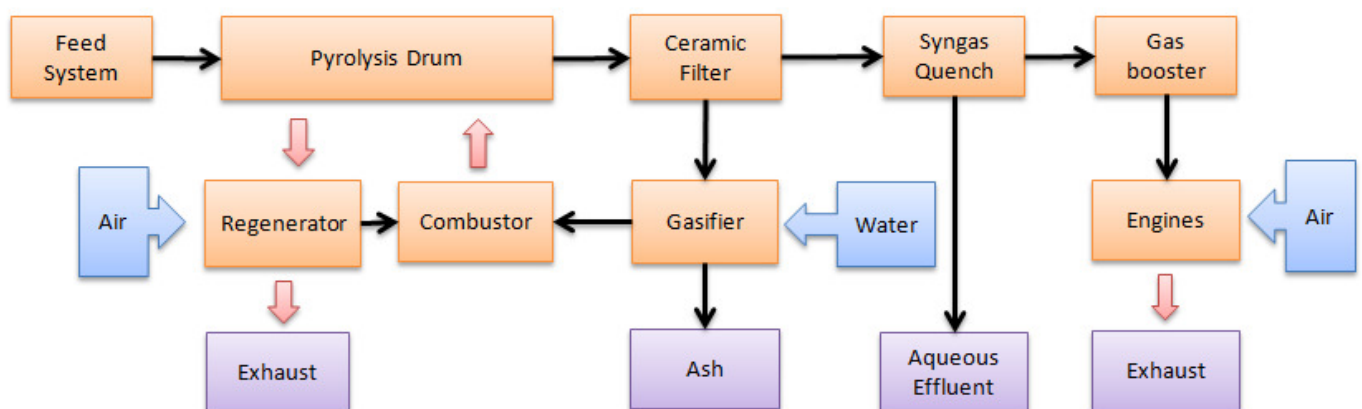 Feed
System
Pyrolysis Drum
Ceramic
Filter
Syngas
Quench
Gas
booster
Air
Regenerator
Combustor
Gasifier
Water
Engines
Air
Exhaust
Ash
Aqueous
Effluent
Exhaust